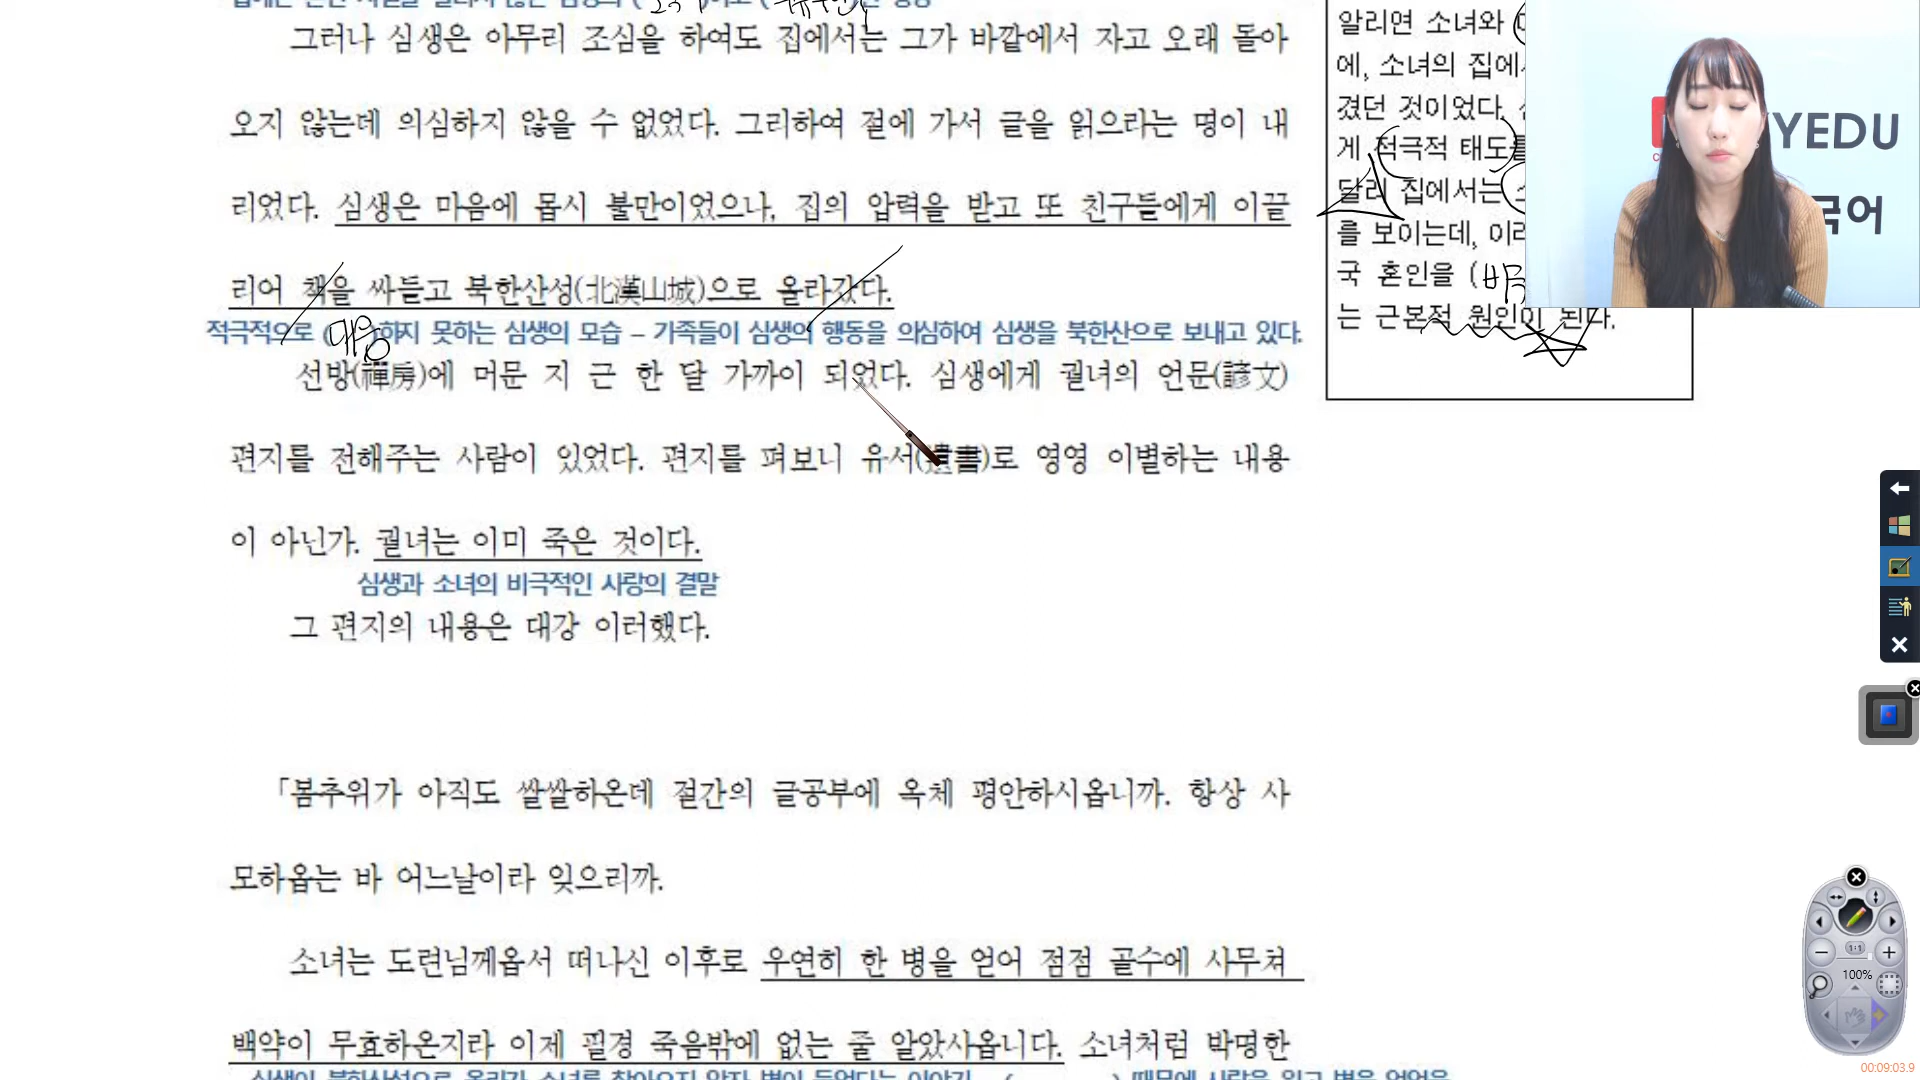 그러나 심생은 아무리 조심을 하여도 집에서는 그가 바깥에서 자고 오래 돌아
오지 않는데 의심하지 않을 수 없었다. 그리하여 절에 가서 글을 읽으라는 명이 내
리었다. 심생은 마음에 몹시 불만이었으나, 집의 압력을 받고 또 친구들에게 이끌
리어 책을 싸들고 북한산성(北漢山城)으로 올라갔다.
적극적으로 (대응)하지 못하는 심생의 모습 – 가족들이 심생의 행동을 의심하여 심생을 북한산으로 보내고 있다.
선방(禪房)에 머문 지 근 한 달 가까이 되었다. 심생에게 궐녀의 언문(諺文)
편지를 전해주는 사람이 있었다. 편지를 펴보니 유서(遺書)로 영영 이별하는 내용
이 아닌가. 궐녀는 이미 죽은 것이다.
심생과 소녀의 비극적인 사랑의 결말
그 편지의 내용은 대강 이러했다.
「봄추위가 아직도 쌀쌀하온데 절간의 글공부에 옥체 평안하시옵니까. 항상 사
모하옵는 바 어느날이라 잊으리까.
소녀는 도련님께옵서 떠나신 이후로 우연히 한 병을 얻어 점점 골수에 사무쳐
백약이 무효하온지라 이제 필경 죽음밖에 없는 줄 알았사옵니다. 소녀처럼 박명한
알리면 소녀와
에, 소녀의 집에
겼던 것이었다.
게 적극적 태도를
달리 집에서는
를 보이는데,
국 혼인을 (
는 근본적 원인이 된다.
YEDU
국어
100%
1:1
00:09:03.9